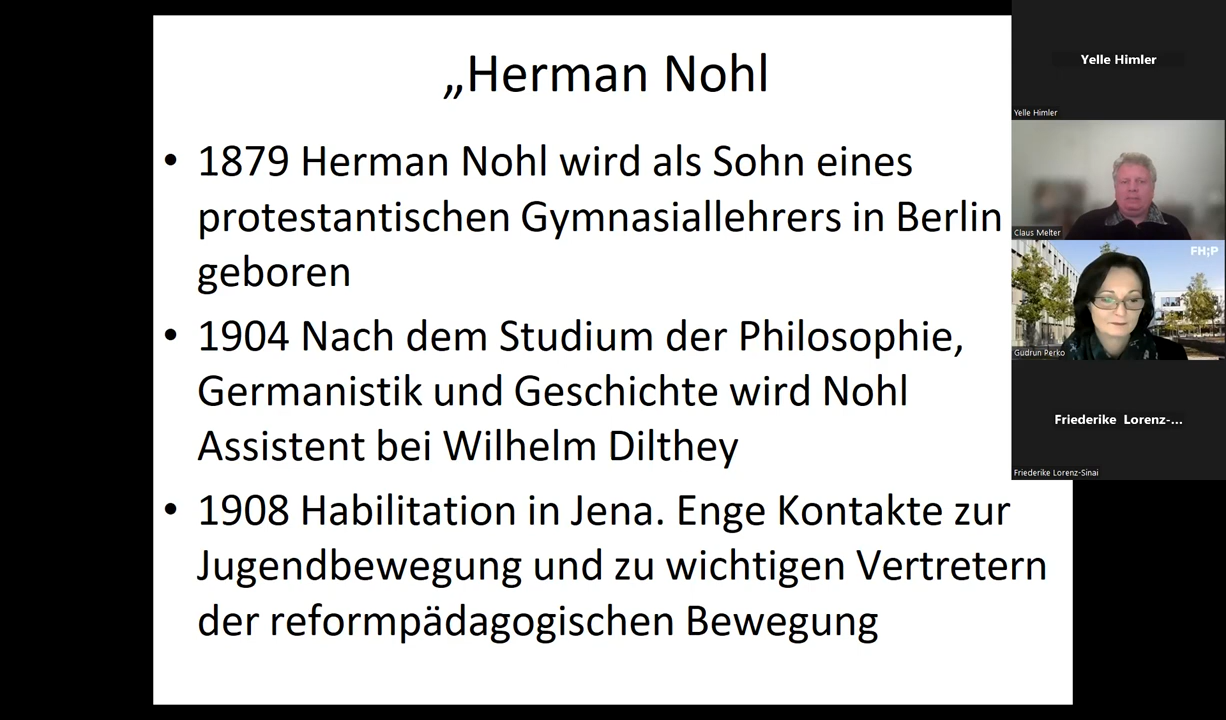 „Herman Nohl
• 1879 Herman Nohl wird als Sohn eines
protestantischen Gymnasiallehrers in Berlin
geboren
• 1904 Nach dem Studium der Philosophie,
Germanistik und Geschichte wird Nohl
Assistent bei Wilhelm Dilthey
• 1908 Habilitation in Jena. Enge Kontakte zur
Jugendbewegung und zu wichtigen Vertretern
der reformpädagogischen Bewegung
Yelle Himler
Yelle Himler
Claus Melter
FH;P
Gudrun Perko
Friederike Lorenz-...
Friederike Lorenz-Sinai